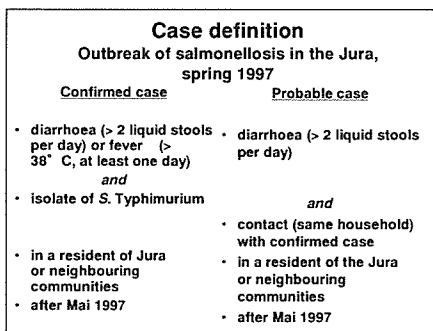 Case definition
Outbreak of salmonellosis in the Jura,
spring 1997
Confirmed case
• diarrhoea (> 2 liquid stools
per day) or fever (>
38° C, at least one day)
and
• isolate of S. Typhimurium
• in a resident of Jura
or neighbouring
communities
• after Mai 1997
Probable case
• diarrhoea (> 2 liquid stools
per day)
and
• contact (same household)
with confirmed case
• in a resident of the Jura
or neighbouring
communities
• after Mai 1997